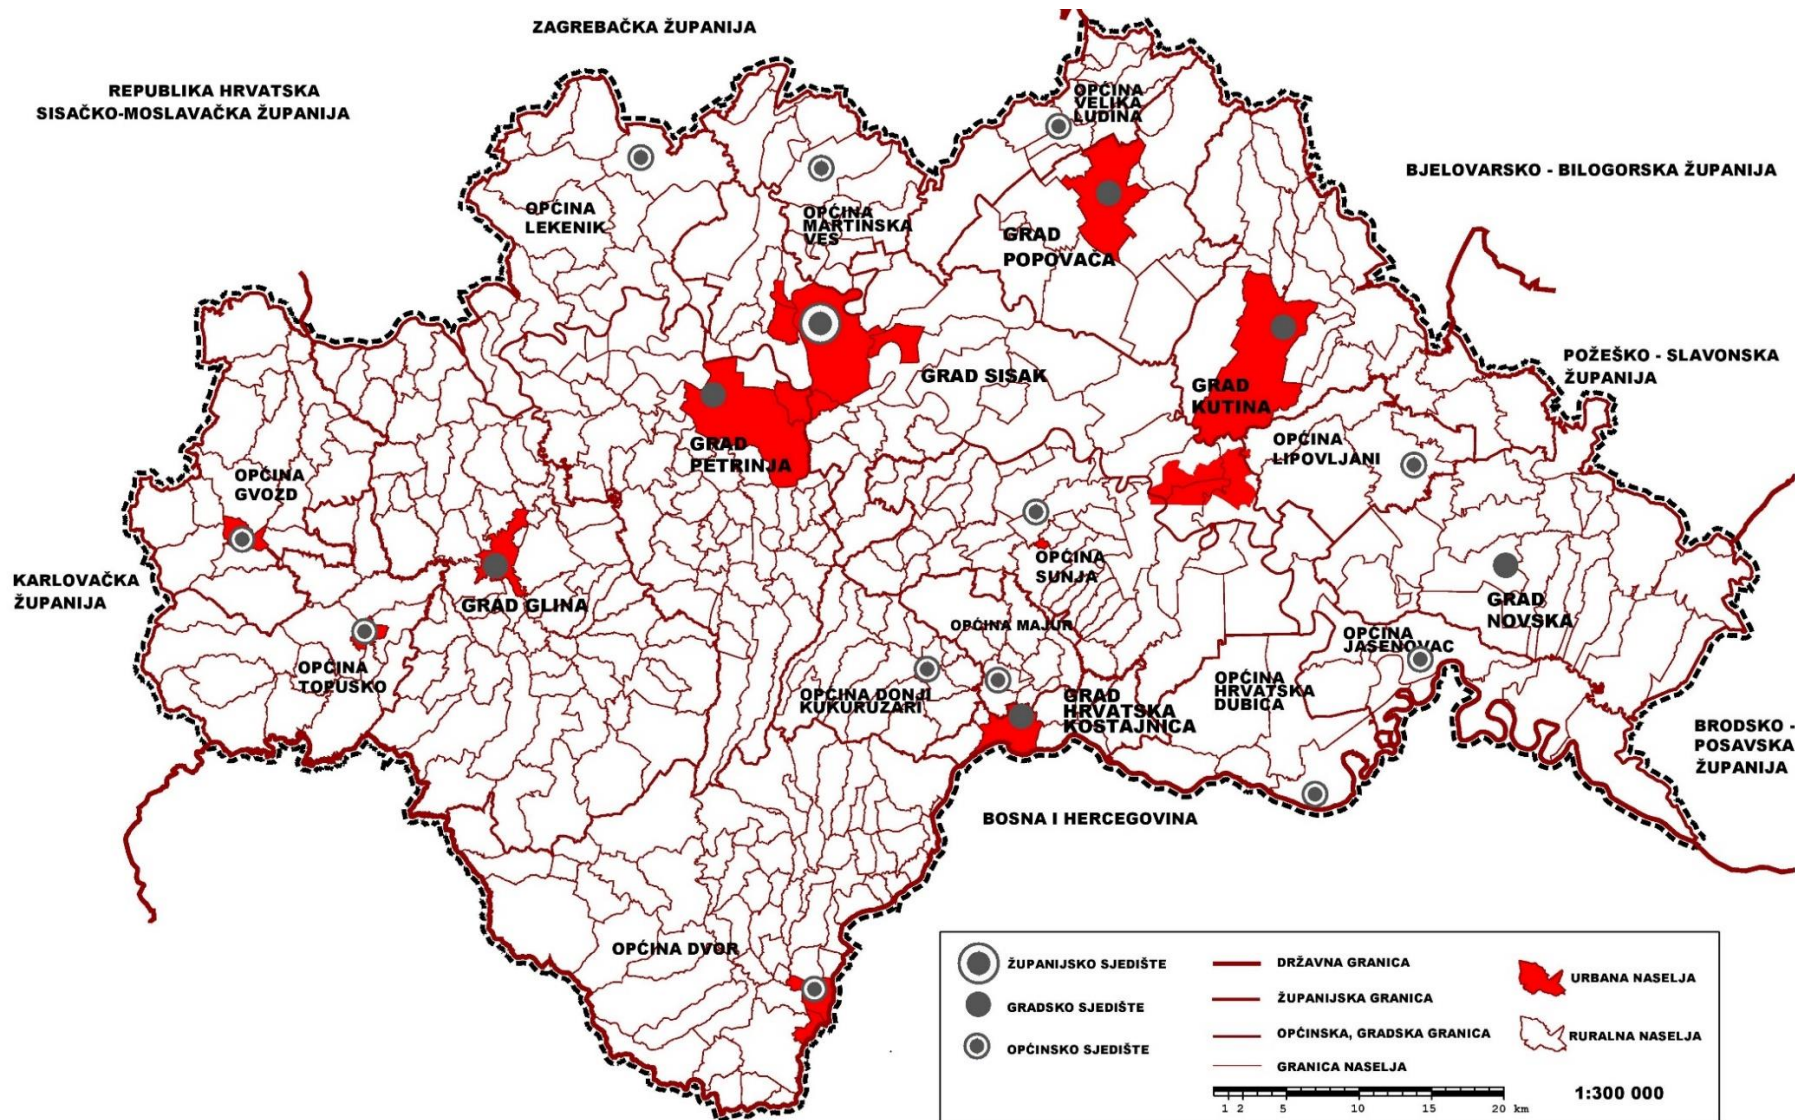 ZAGREBAČKA ŽUPANIJA
REPUBLIKA HRVATSKA
SISAČKO-MOSLAVAČKA ŽUPANIJA
OPĆINA
VELIKA
LUDINA
BJELOVARSKO - BILOGORSKA ŽUPANIJA
OPĆINA
LEKENIK
OPĆINA
MARTINSKA
VES
GRAD
POPOVAČA
POŽEŠKO - SLAVONSKA
ŽUPANIJA
GRAD SISAK
GRAD
KUTINA
GRAD
PETRINJA
OPĆINA
LIPOVLJANI
OPĆINA
GVOZD
OPĆINA
SUNJA
KARLOVAČKA
ŽUPANIJA
GRAD GLINA
GRAD
NOVSKA
OPĆINA MAJUR
OPĆINA
JASENOVAC
OPĆINA
TOPUSKO
OPĆINA DONJI
KUKURUZARI
GRAD
HRVATSKA
KOSTAJNICA
OPĆINA
HRVATSKA
DUBICA
BRODSKO -
POSAVSKA
ŽUPANIJA
BOSNA I HERCEGOVINA
OPĆINA DVOR
ŽUPANIJSKO SJEDIŠTE
GRADSKO SJEDIŠTE
OPĆINSKO SJEDIŠTE
DRŽAVNA GRANICA
ŽUPANIJSKA GRANICA
OPĆINSKA, GRADSKA GRANICA
GRANICA NASELJA
URBANA NASELJA
RURALNA NASELJA
1:300 000
1 2 5 10 15 20 km